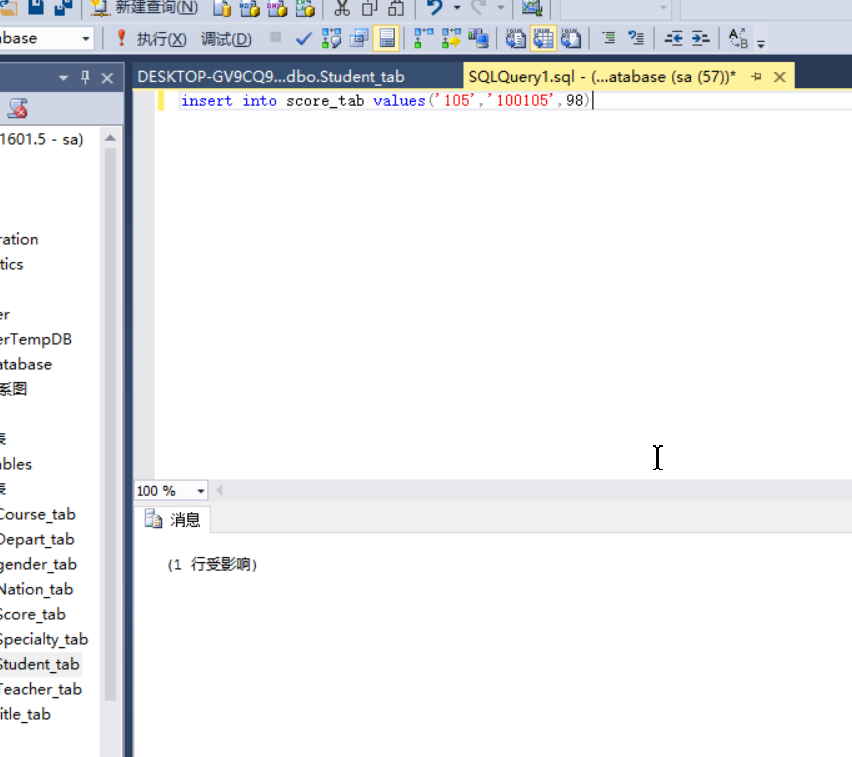 新建查询(N)
abase
执行(X) 调试(D)
DESKTOP-GV9CQ9...dbo.Student_tab
SQLQuery1.sql - (...atabase (sa (57))*
insert into score_tab values('105','100105',98)
1601.5 - sa)
ration
tics
er
erTempDB
atabase
系图
表
ables
表
Course_tab
Depart_tab
gender_tab
Nation_tab
Score_tab
Specialty_tab
Student_tab
Teacher_tab
itle_tab
100 %
消息
(1 行受影响)